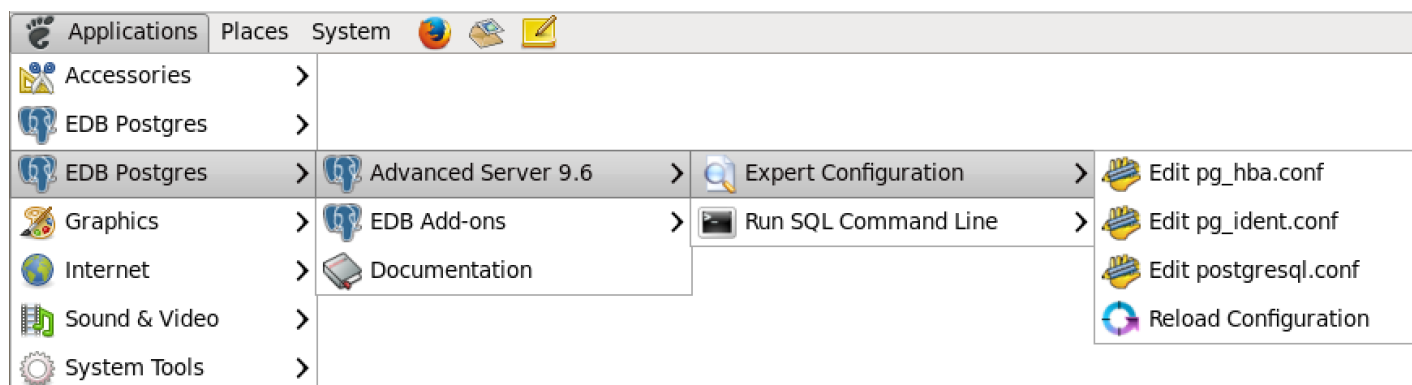 Applications Places System
Accessories
EDB Postgres
EDB Postgres Advanced Server 9.6 Expert Configuration Edit pg_hba.conf
Graphics EDB Add-ons Run SQL Command Line Edit pg_ident.conf
Internet Documentation Edit postgresql.conf
Sound & Video Reload Configuration
System Tools